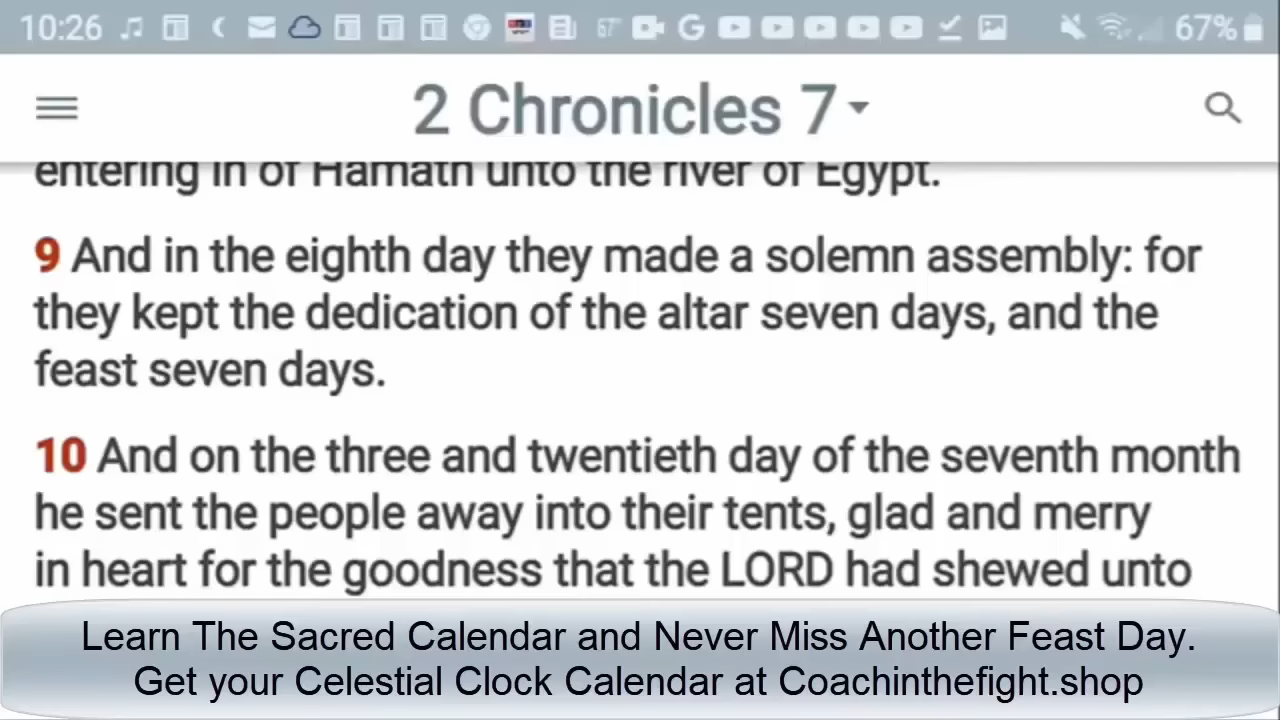 10:26
67%
2 Chronicles 7
entering in of Hamath unto the river of Egypt.
9 And in the eighth day they made a solemn assembly: for
they kept the dedication of the altar seven days, and the
feast seven days.
10 And on the three and twentieth day of the seventh month
he sent the people away into their tents, glad and merry
in heart for the goodness that the LORD had shewed unto
Learn The Sacred Calendar and Never Miss Another Feast Day.
Get your Celestial Clock Calendar at Coachinthefight.shop